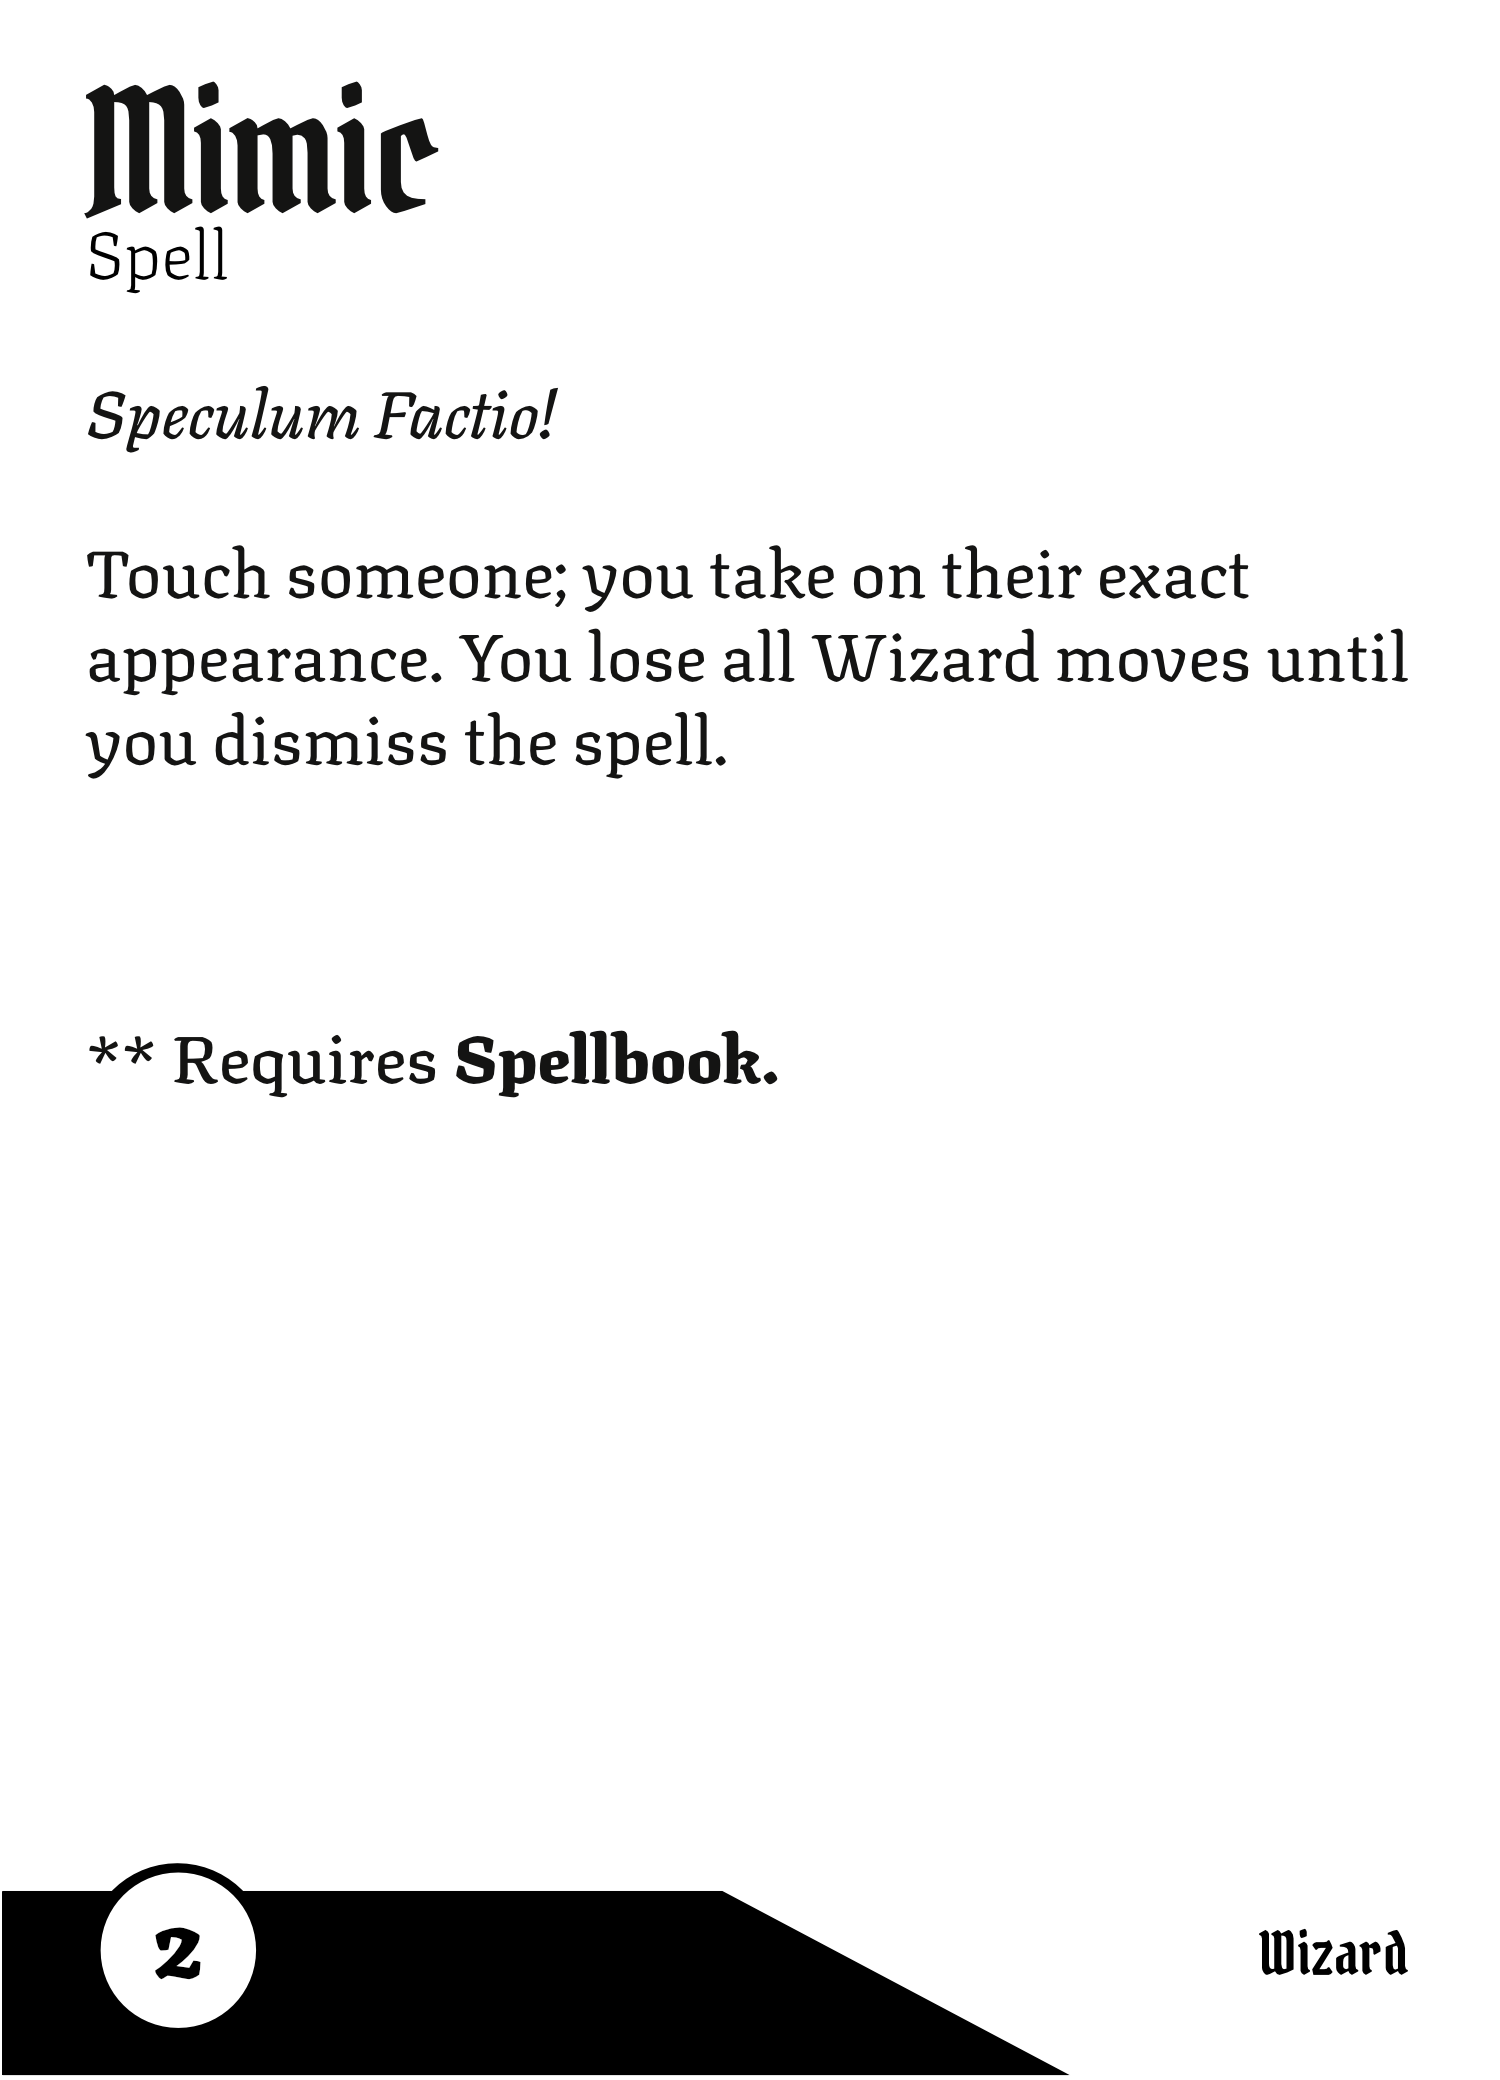 Mimic
Spell
Speculum Factio!
Touch someone; you take on their exact
appearance. You lose all Wizard moves until
you dismiss the spell.
** Requires Spellbook.
2
Wizard